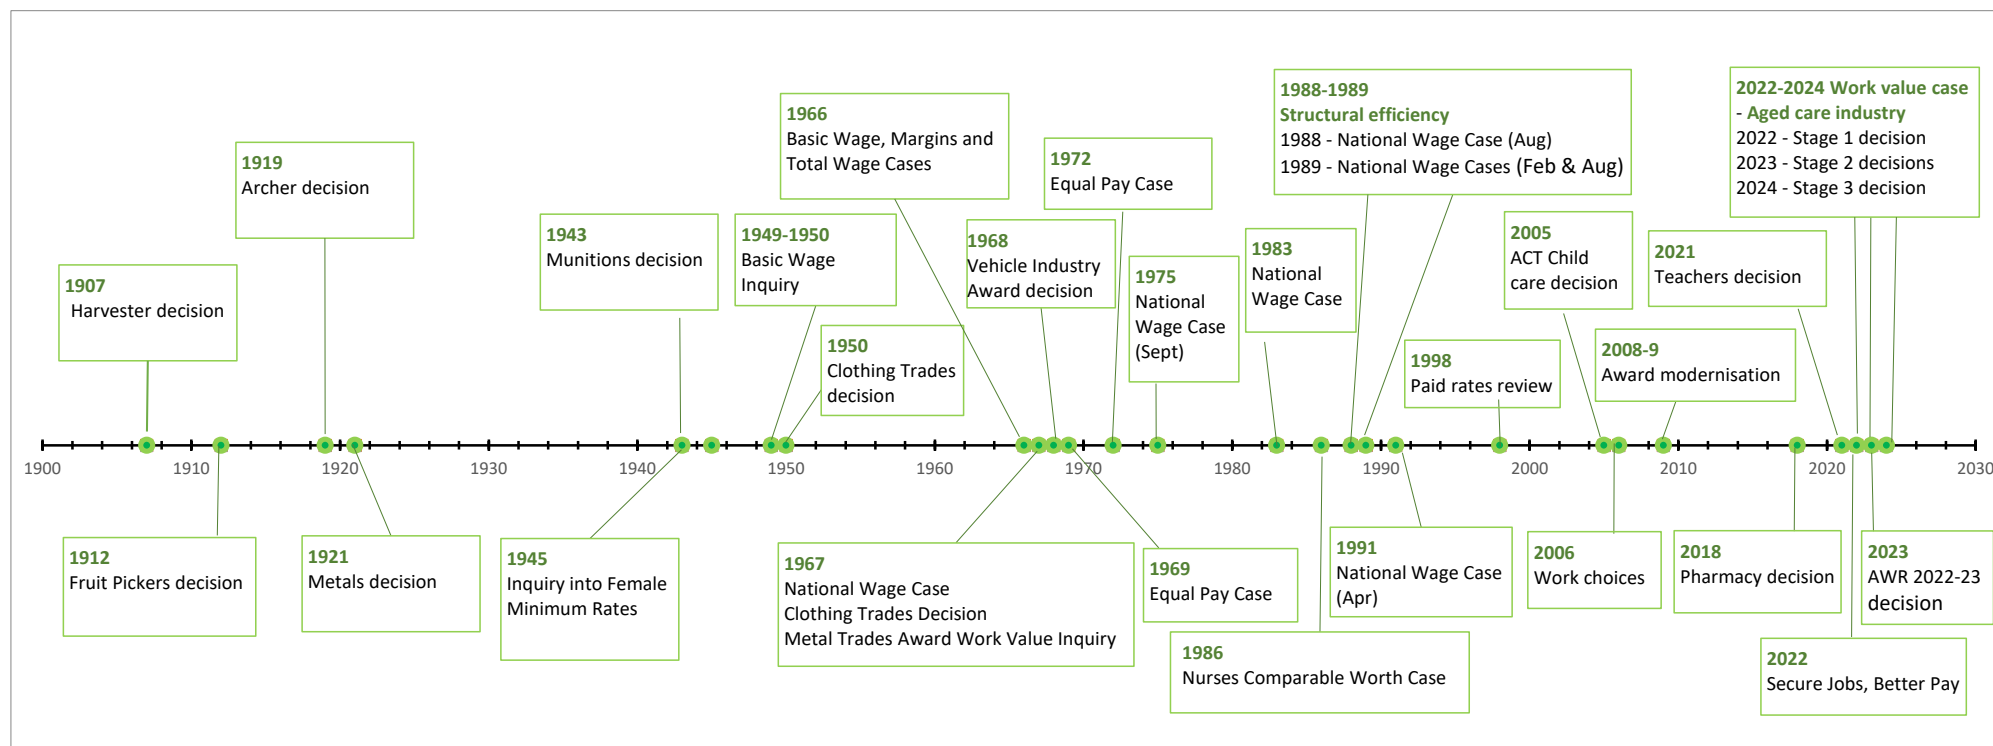 1907
Harvester decision
1919
Archer decision
1943
Munitions decision
1949-1950
Basic Wage
Inquiry
1950
Clothing Trades
decision
1966
Basic Wage, Margins and
Total Wage Cases
1968
Vehicle Industry
Award decision
1972
Equal Pay Case
1975
National
Wage Case
(Sept)
1983
National
Wage Case
1988-1989
Structural efficiency
1988 - National Wage Case (Aug)
1989 - National Wage Cases (Feb & Aug)
1998
Paid rates review
2005
ACT Child
care decision
2008-9
Award modernisation
2021
Teachers decision
2022-2024 Work value case
- Aged care industry
2022 - Stage 1 decision
2023 - Stage 2 decisions
2024 - Stage 3 decision
1900 1910 1920 1930 1940 1950 1960 1970 1980 1990 2000 2010 2020 2030
1912
Fruit Pickers decision
1921
Metals decision
1945
Inquiry into Female
Minimum Rates
1967
National Wage Case
Clothing Trades Decision
Metal Trades Award Work Value Inquiry
1969
Equal Pay Case
1986
Nurses Comparable Worth Case
1991
National Wage Case
(Apr)
2006
Work choices
2018
Pharmacy decision
2023
AWR 2022-23
decision
2022
Secure Jobs, Better Pay